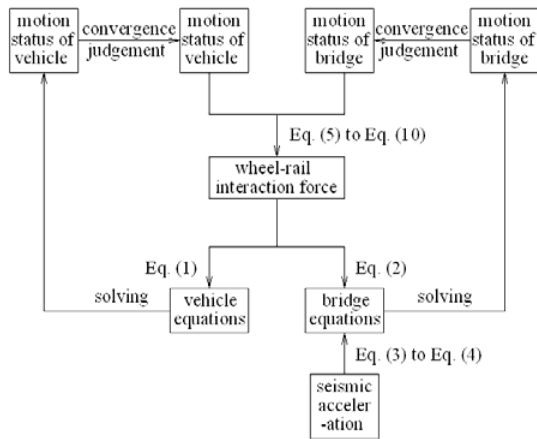 motion
status of
vehicle
convergence
judgement
motion
status of
vehicle
motion
status of
bridge
convergence
judgement
motion
status of
bridge
Eq. (5) to Eq. (10)
wheel-rail
interaction force
Eq. (1)
Eq. (2)
solving
vehicle
equations
bridge
equations
solving
Eq. (3) to Eq. (4)
seismic
acceler
-ation